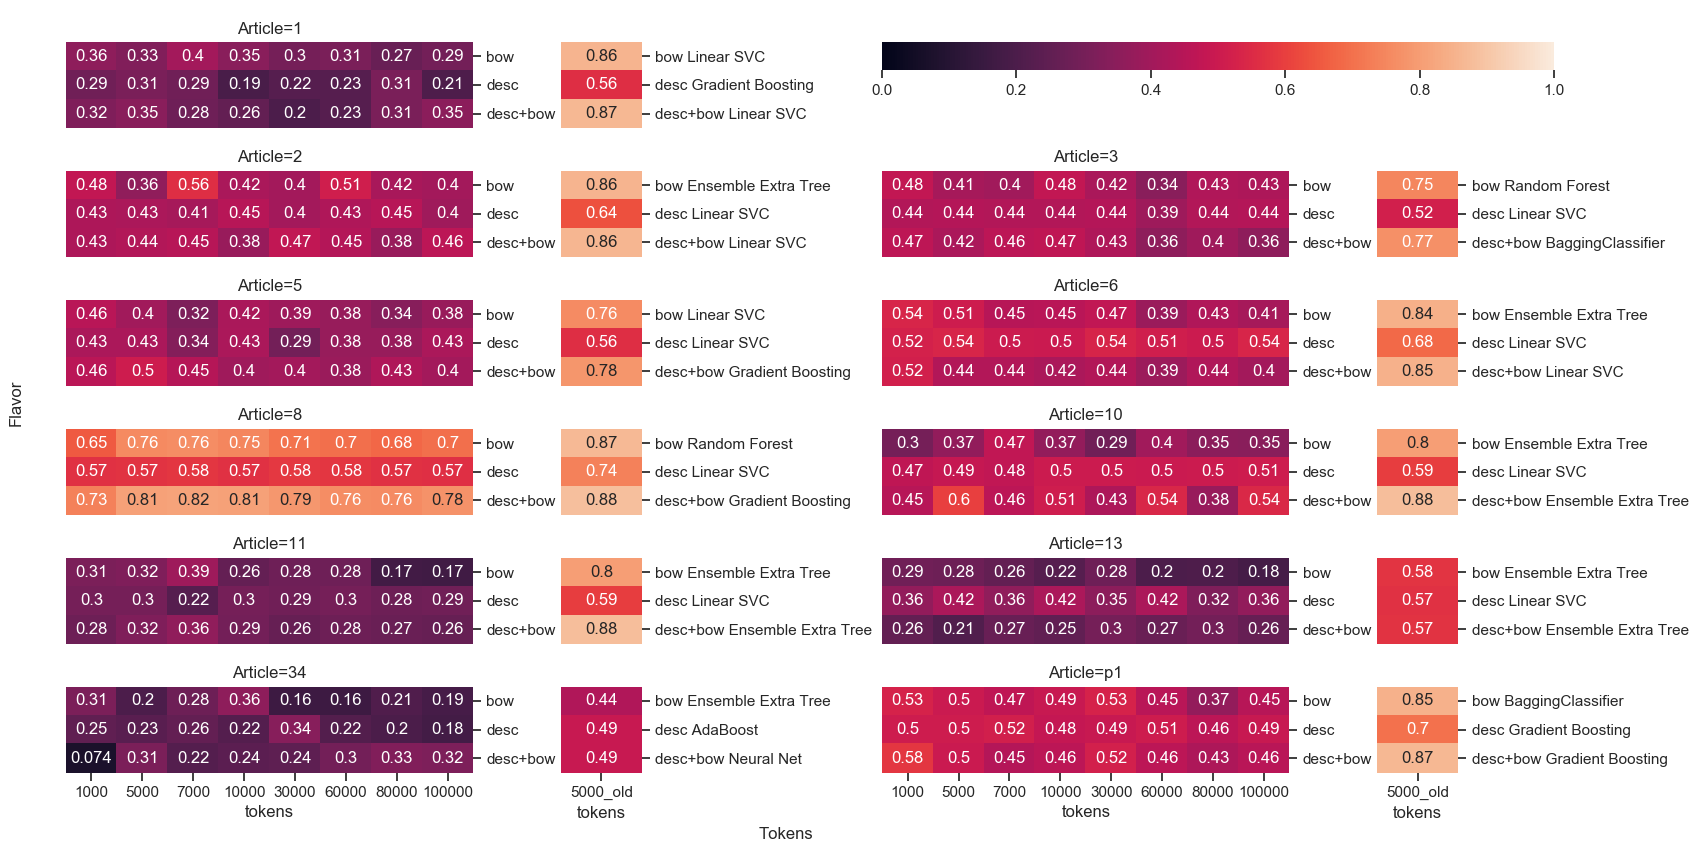 Article=1
0.36 0.33 0.4 0.35 0.3 0.31 0.27 0.29 bow 0.86 bow Linear SVC
0.29 0.31 0.29 0.19 0.22 0.23 0.31 0.21 desc 0.56 desc Gradient Boosting
0.32 0.35 0.28 0.26 0.2 0.23 0.31 0.35 desc+bow 0.87 desc+bow Linear SVC
0.0 0.2 0.4 0.6 0.8 1.0
Article=2
0.48 0.36 0.56 0.42 0.4 0.51 0.42 0.4 bow 0.86 bow Ensemble Extra Tree
0.43 0.43 0.41 0.45 0.4 0.43 0.45 0.4 desc 0.64 desc Linear SVC
0.43 0.44 0.45 0.38 0.47 0.45 0.38 0.46 desc+bow 0.86 desc+bow Linear SVC
Article=3
0.48 0.41 0.4 0.48 0.42 0.34 0.43 0.43 bow 0.75 bow Random Forest
0.44 0.44 0.44 0.44 0.44 0.39 0.44 0.44 desc 0.52 desc Linear SVC
0.47 0.42 0.46 0.47 0.43 0.36 0.4 0.36 desc+bow 0.77 desc+bow BaggingClassifier
Article=5
0.46 0.4 0.32 0.42 0.39 0.38 0.34 0.38 bow 0.76 bow Linear SVC
0.43 0.43 0.34 0.43 0.29 0.38 0.38 0.43 desc 0.56 desc Linear SVC
0.46 0.5 0.45 0.4 0.4 0.38 0.43 0.4 desc+bow 0.78 desc+bow Gradient Boosting
Article=6
0.54 0.51 0.45 0.45 0.47 0.39 0.43 0.41 bow 0.84 bow Ensemble Extra Tree
0.52 0.54 0.5 0.5 0.54 0.51 0.5 0.54 desc 0.68 desc Linear SVC
0.52 0.44 0.44 0.42 0.44 0.39 0.44 0.4 desc+bow 0.85 desc+bow Linear SVC
Flavor
Article=8
0.65 0.76 0.76 0.75 0.71 0.7 0.68 0.7 bow 0.87 bow Random Forest
0.57 0.57 0.58 0.57 0.58 0.58 0.57 0.57 desc 0.74 desc Linear SVC
0.73 0.81 0.82 0.81 0.79 0.76 0.76 0.78 desc+bow 0.88 desc+bow Gradient Boosting
Article=10
0.3 0.37 0.47 0.37 0.29 0.4 0.35 0.35 bow 0.8 bow Ensemble Extra Tree
0.47 0.49 0.48 0.5 0.5 0.5 0.5 0.51 desc 0.59 desc Linear SVC
0.45 0.6 0.46 0.51 0.43 0.54 0.38 0.54 desc+bow 0.88 desc+bow Ensemble Extra Tree
Article=11
0.31 0.32 0.39 0.26 0.28 0.28 0.17 0.17 bow 0.8 bow Ensemble Extra Tree
0.3 0.3 0.22 0.3 0.29 0.3 0.28 0.29 desc 0.59 desc Linear SVC
0.28 0.32 0.36 0.29 0.26 0.28 0.27 0.26 desc+bow 0.88 desc+bow Ensemble Extra Tree
Article=13
0.29 0.28 0.26 0.22 0.28 0.2 0.2 0.18 bow 0.58 bow Ensemble Extra Tree
0.36 0.42 0.36 0.42 0.35 0.42 0.32 0.36 desc 0.57 desc Linear SVC
0.26 0.21 0.27 0.25 0.3 0.27 0.3 0.26 desc+bow 0.57 desc+bow Ensemble Extra Tree
Article=34
0.31 0.2 0.28 0.36 0.16 0.16 0.21 0.19 bow 0.44 bow Ensemble Extra Tree
0.25 0.23 0.26 0.22 0.34 0.22 0.2 0.18 desc 0.49 desc AdaBoost
0.074 0.31 0.22 0.24 0.24 0.3 0.33 0.32 desc+bow 0.49 desc+bow Neural Net
1000 5000 7000 10000 30000 60000 80000 100000 5000_old
tokens tokens
Article=p1
0.53 0.5 0.47 0.49 0.53 0.45 0.37 0.45 bow 0.85 bow BaggingClassifier
0.5 0.5 0.52 0.48 0.49 0.51 0.46 0.49 desc 0.7 desc Gradient Boosting
0.58 0.5 0.45 0.46 0.52 0.46 0.43 0.46 desc+bow 0.87 desc+bow Gradient Boosting
1000 5000 7000 10000 30000 60000 80000 100000 5000_old
tokens tokens
Tokens